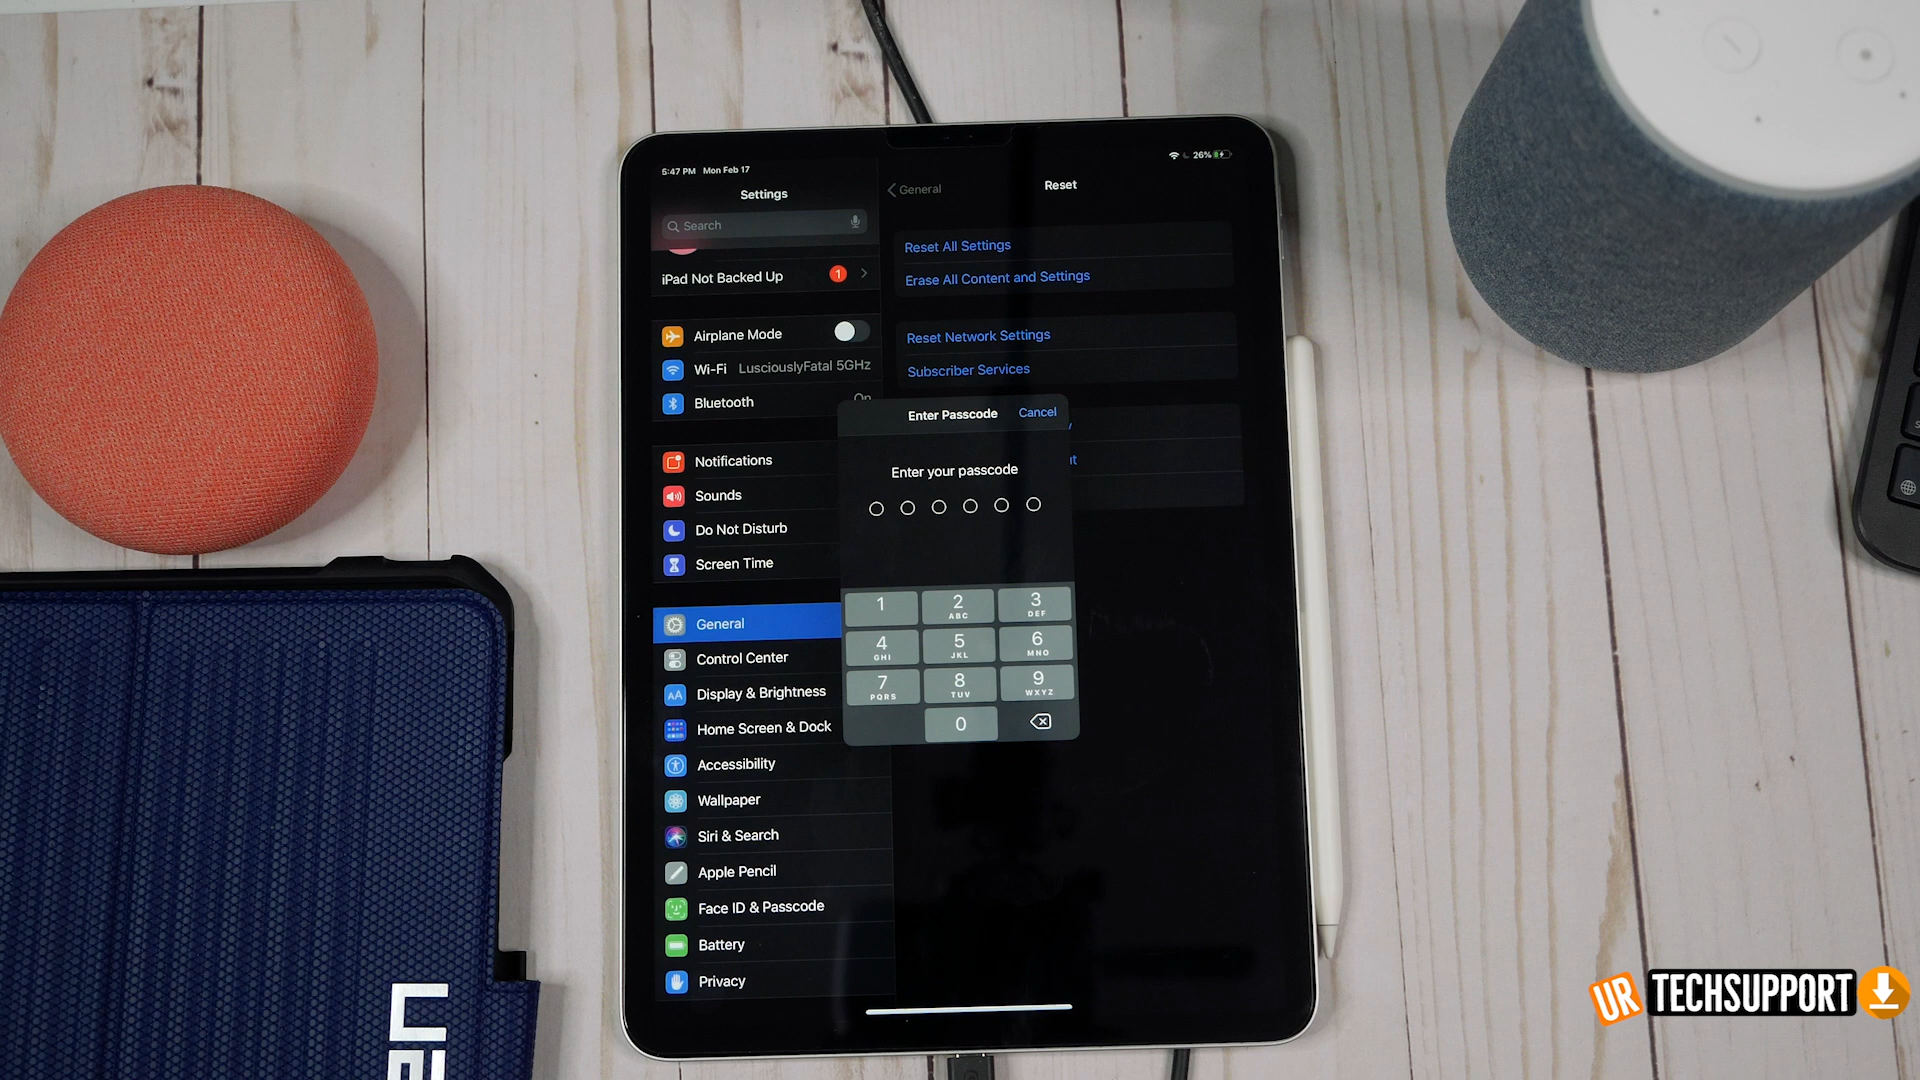 5:47 PM Mon Feb 17
26%
Settings
Search
iPad Not Backed Up 1
Airplane Mode
Wi-Fi LusciouslyFatal 5GHz
Bluetooth On
Notifications
Sounds
Do Not Disturb
Screen Time
General
Control Center
Display & Brightness
Home Screen & Dock
Accessibility
Wallpaper
Siri & Search
Apple Pencil
Face ID & Passcode
Battery
Privacy
General
Reset
Reset All Settings
Erase All Content and Settings
Reset Network Settings
Subscriber Services
Enter Passcode Cancel
Enter your passcode
1
2 ABC
3 DEF
4 GHI
5 JKL
6 MNO
7 PQRS
8 TUV
9 WXYZ
0
UR TECHSUPPORT